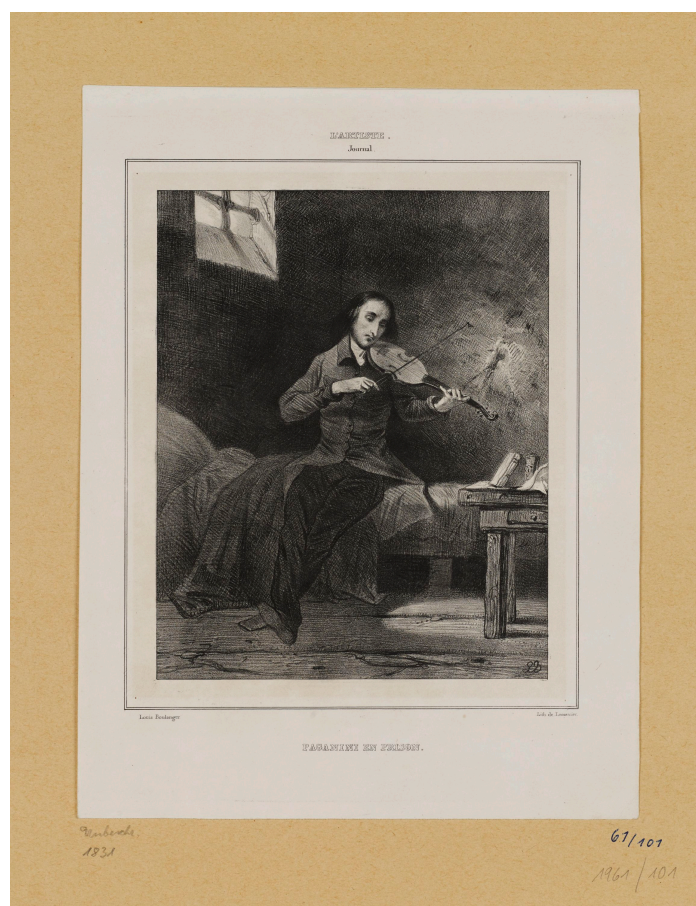 L'ARTISTE.
Journal.
Louis Boulanger
Lith. de Lemercier
PAGANINI EN PRISON.
1831
61/101
1961/101